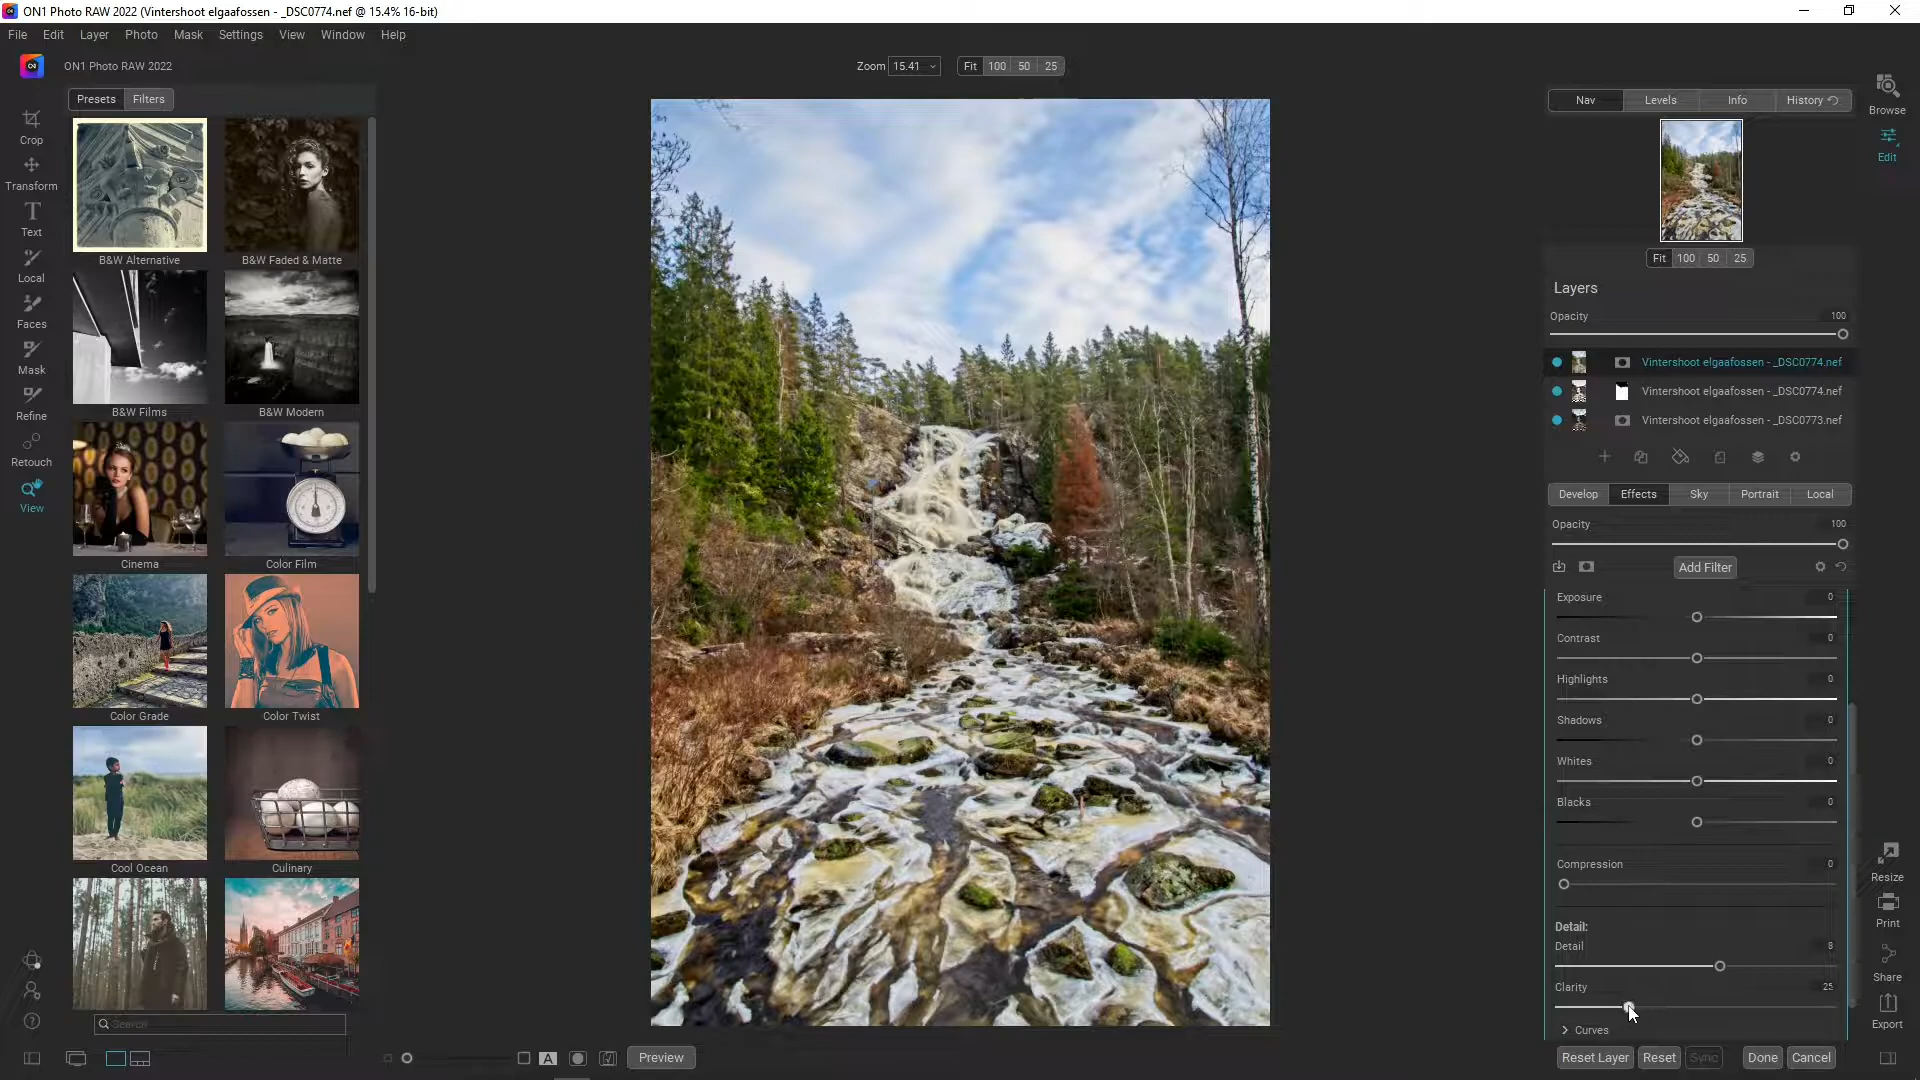 ON1 Photo RAW 2022 (Vintershoot elgaafossen - _DSC0774.nef @ 15.4% 16-bit)
File Edit Layer Photo Mask Settings View Window Help
ON1 Photo RAW 2022
Zoom 15.41 Fit 100 50 25
Presets Filters
Crop
Transform
Text
Local
Faces
Mask
Refine
Retouch
View
B&W Alternative B&W Faded & Matte
B&W Films B&W Modern
Cinema Color Film
Color Grade Color Twist
Cool Ocean Culinary
Search
A Preview
Nav Levels Info History
Fit 100 50 25
Layers
Opacity 100
Vintershoot elgaafossen - _DSC0774.nef
Vintershoot elgaafossen - _DSC0774.nef
Vintershoot elgaafossen - _DSC0773.nef
Develop Effects Sky Portrait Local
Opacity 100
Add Filter
Exposure 0
Contrast 0
Highlights 0
Shadows 0
Whites 0
Blacks 0
Compression 0
Detail:
Detail 8
Clarity 25
Curves
Reset Layer Reset Sync Done Cancel
Browse
Edit
Resize
Print
Share
Export